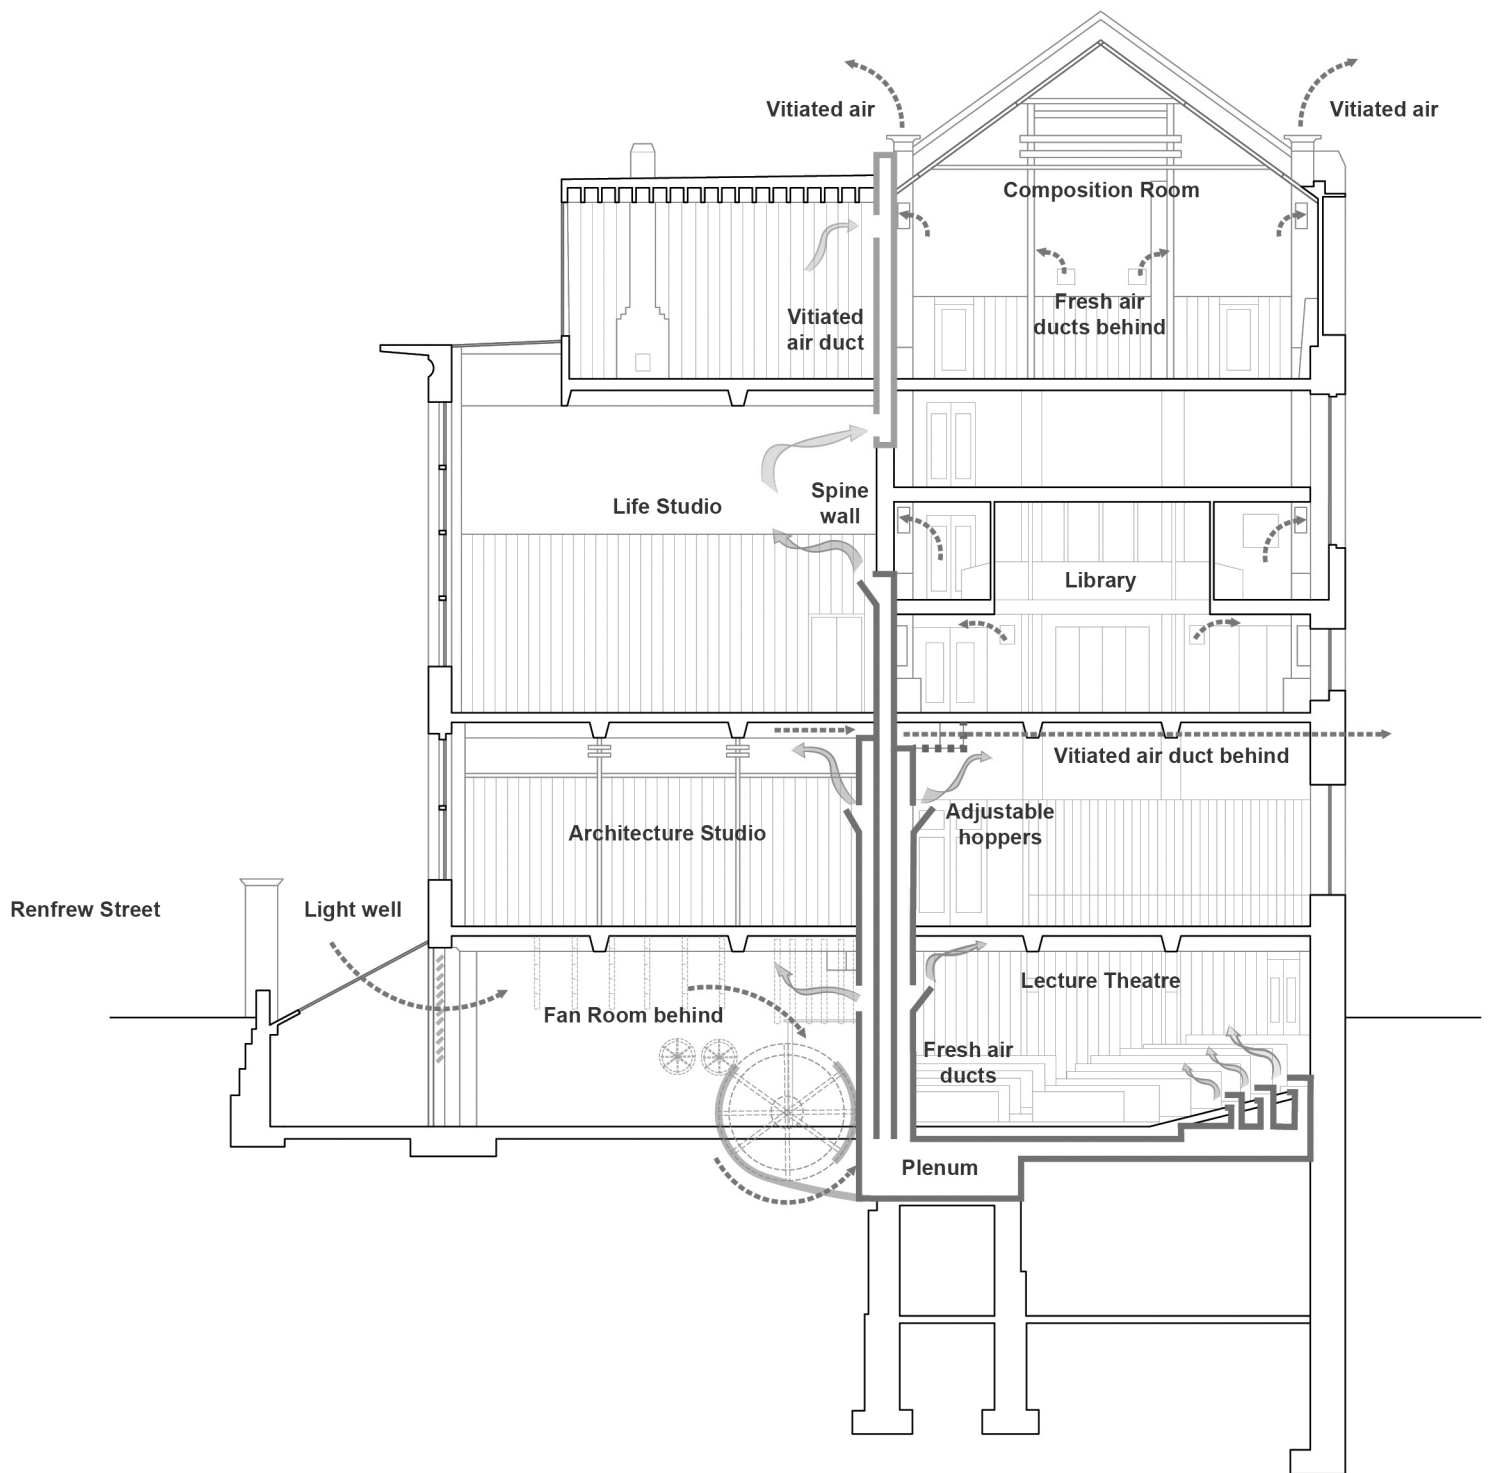 Vitiated air
Vitiated air
Composition Room
Fresh air
ducts behind
Vitiated
air duct
Spine
wall
Life Studio
Library
Vitiated air duct behind
Adjustable
hoppers
Architecture Studio
Renfrew Street
Light well
Lecture Theatre
Fan Room behind
Fresh air
ducts
Plenum